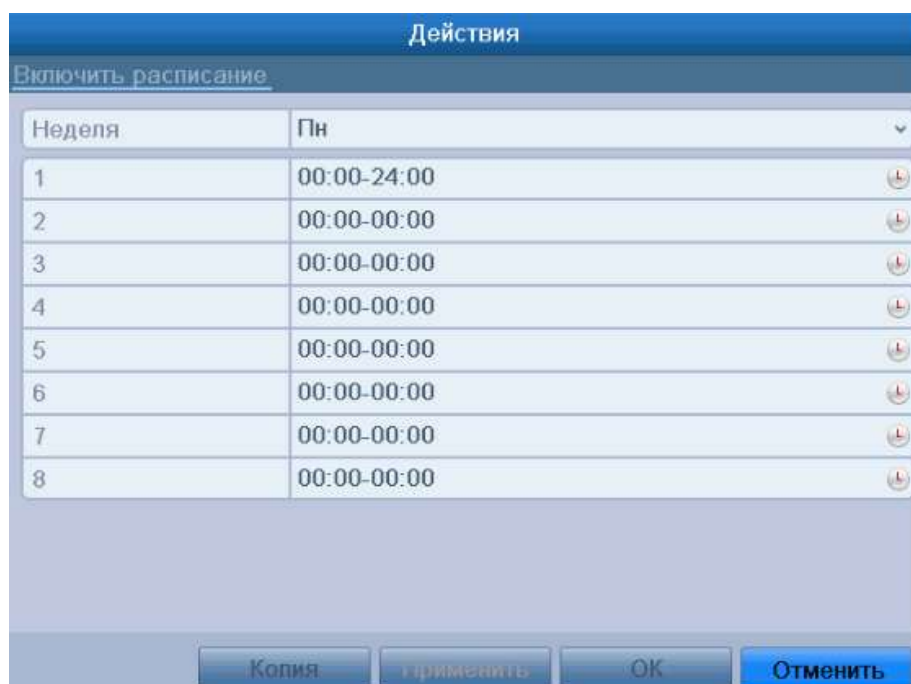 Действия
Включить расписание
Неделя Пн
1 00:00-24:00
2 00:00-00:00
3 00:00-00:00
4 00:00-00:00
5 00:00-00:00
6 00:00-00:00
7 00:00-00:00
8 00:00-00:00
Копия Применить OK Отменить